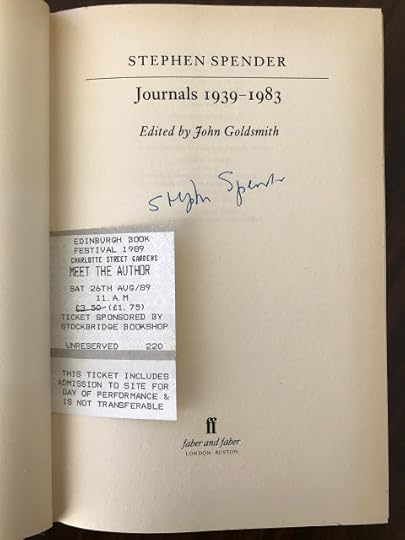 STEPHEN SPENDER
Journals 1939–1983
Edited by John Goldsmith
Stephen Spender
EDINBURGH BOOK
FESTIVAL 1989
CHARLOTTE STREET GARDENS
MEET THE AUTHOR
SAT 26TH AUG/89
11.A.M
£3.50 (£1.75)
TICKET SPONSORED BY
STOCKBRIDGE BOOKSHOP
UNRESERVED 220
THIS TICKET INCLUDES
ADMISSION TO SITE FOR
DAY OF PERFORMANCE &
IS NOT TRANSFERABLE
ff
faber and faber
LONDON · BOSTON